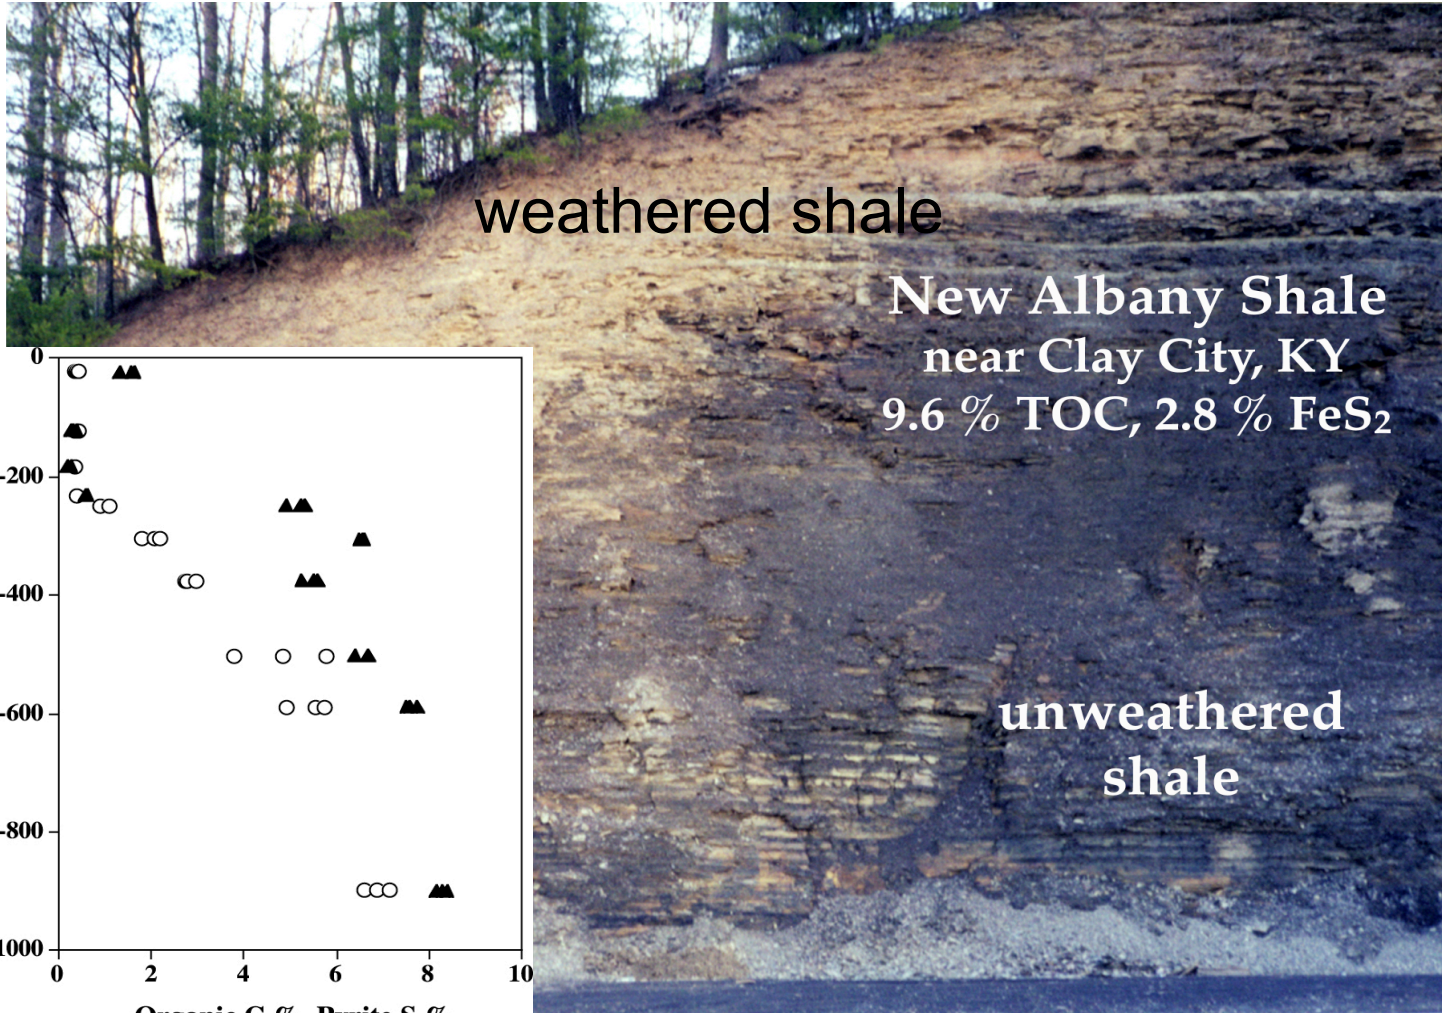 weathered shale
New Albany Shale
near Clay City, KY
9.6 % TOC, 2.8 % FeS₂
unweathered
shale
0
-200
-400
-600
-800
1000
0 2 4 6 8 10